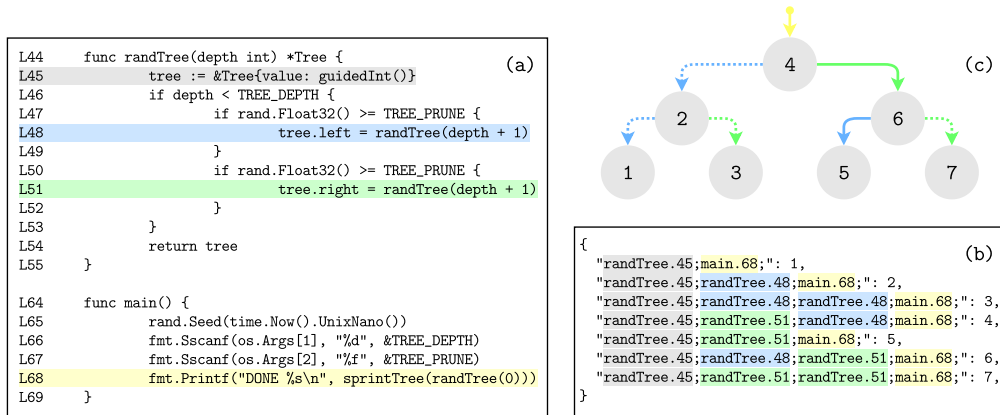 (a)
L44 func randTree(depth int) *Tree {
L45 tree := &Tree{value: guidedInt()}
L46 if depth < TREE_DEPTH {
L47 if rand.Float32() >= TREE_PRUNE {
L48 tree.left = randTree(depth + 1)
L49 }
L50 if rand.Float32() >= TREE_PRUNE {
L51 tree.right = randTree(depth + 1)
L52 }
L53 }
L54 return tree
L55 }
L64 func main() {
L65 rand.Seed(time.Now().UnixNano())
L66 fmt.Sscanf(os.Args[1], "%d", &TREE_DEPTH)
L67 fmt.Sscanf(os.Args[2], "%f", &TREE_PRUNE)
L68 fmt.Printf("DONE %s\n", sprintTree(randTree(0)))
L69 }
(c)
4
2 6
1 3 5 7
(b)
{
"randTree.45;main.68;": 1,
"randTree.45;randTree.48;main.68;": 2,
"randTree.45;randTree.48;randTree.48;main.68;": 3,
"randTree.45;randTree.51;randTree.48;main.68;": 4,
"randTree.45;randTree.51;main.68;": 5,
"randTree.45;randTree.48;randTree.51;main.68;": 6,
"randTree.45;randTree.51;randTree.51;main.68;": 7,
}